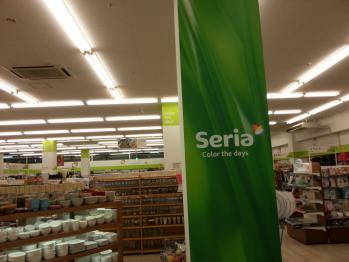 Seria
Color the days